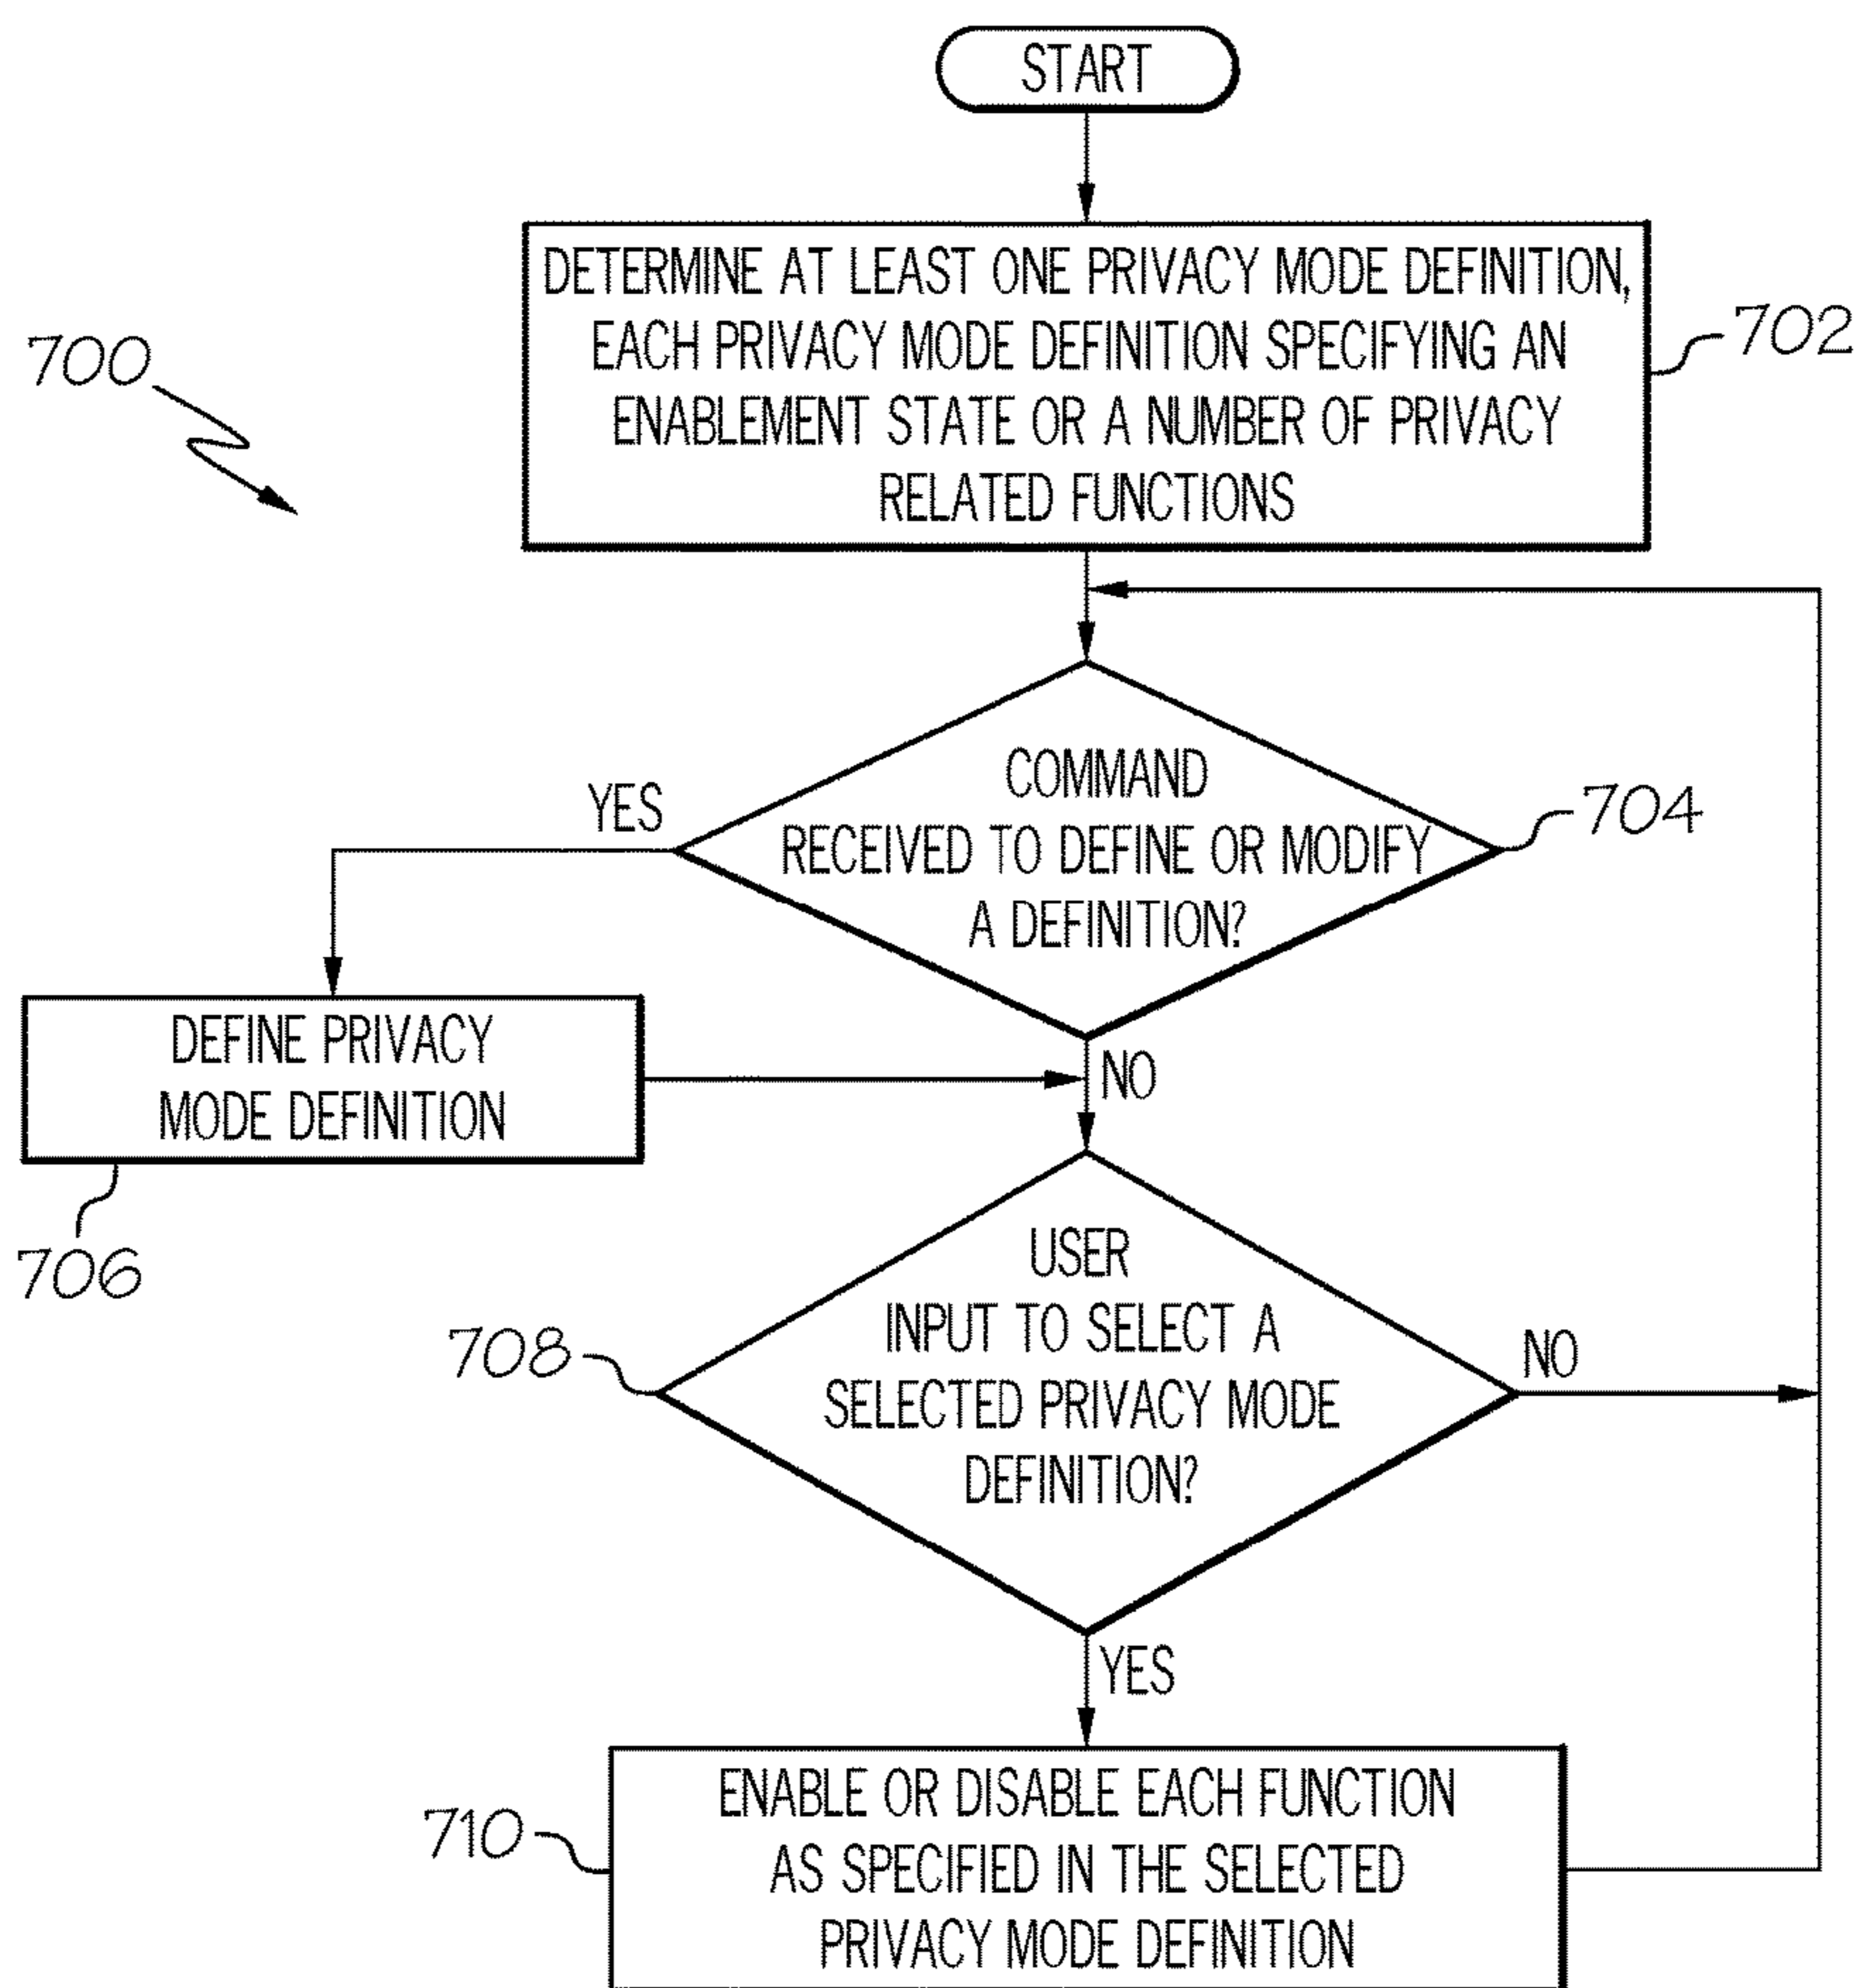 START
DETERMINE AT LEAST ONE PRIVACY MODE DEFINITION,
EACH PRIVACY MODE DEFINITION SPECIFYING AN
ENABLEMENT STATE OR A NUMBER OF PRIVACY
RELATED FUNCTIONS
702
700
COMMAND
RECEIVED TO DEFINE OR MODIFY
A DEFINITION?
704
YES
NO
DEFINE PRIVACY
MODE DEFINITION
706
USER
INPUT TO SELECT A
SELECTED PRIVACY MODE
DEFINITION?
708
NO
YES
ENABLE OR DISABLE EACH FUNCTION
AS SPECIFIED IN THE SELECTED
PRIVACY MODE DEFINITION
710